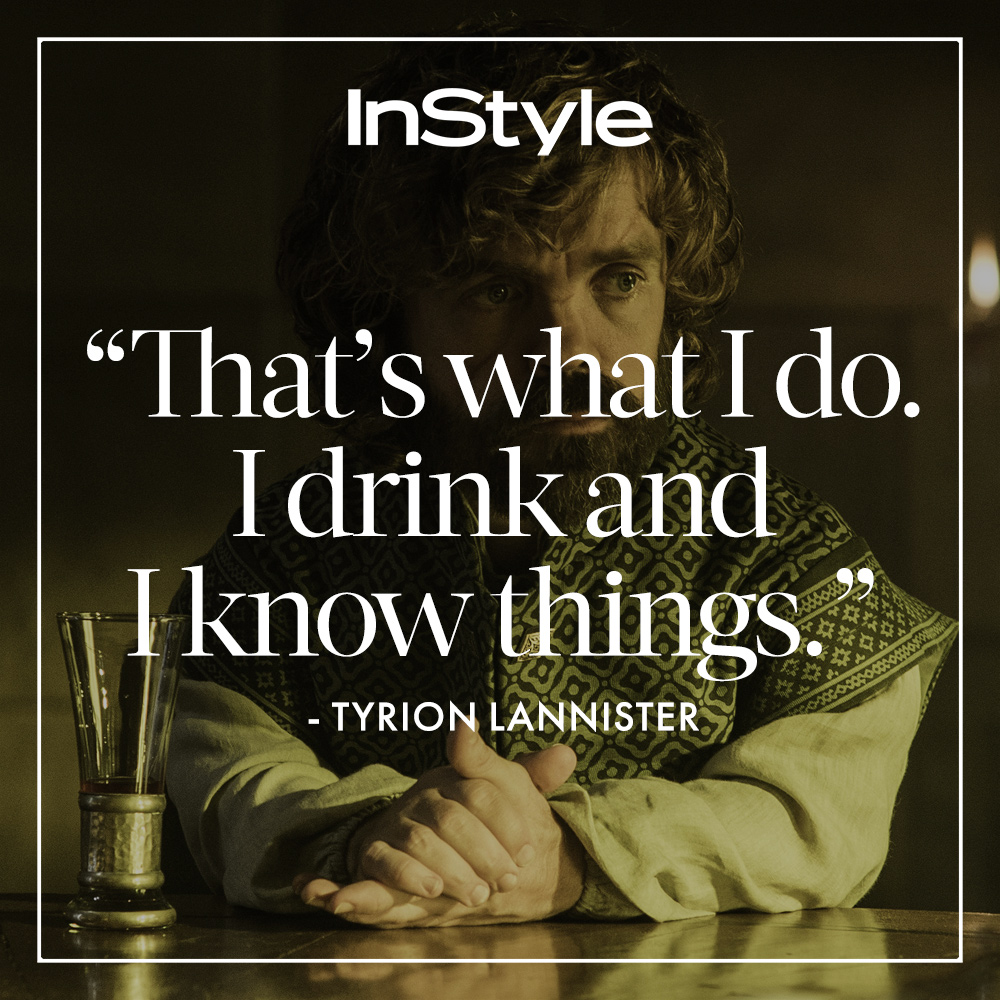 InStyle
“That’s what I do.
I drink and
I know things.”
- TYRION LANNISTER